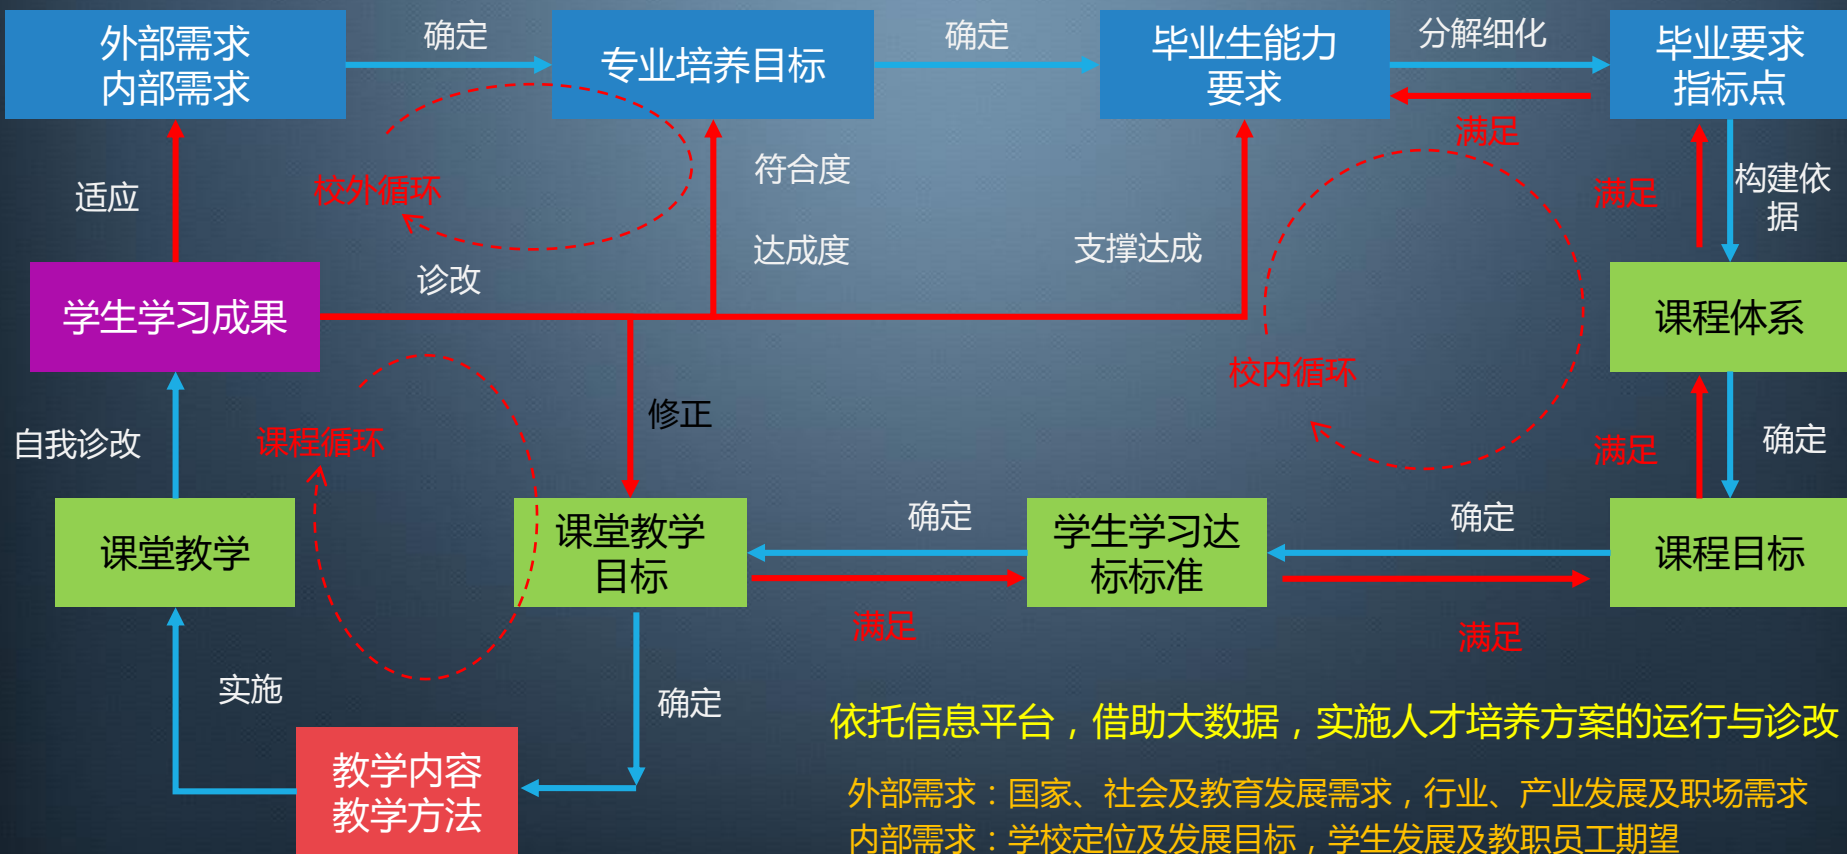 外部需求
内部需求
确定
专业培养目标
确定
毕业生能力
要求
分解细化
毕业要求
指标点
满足
适应
校外循环
符合度
达成度
支撑达成
满足
构建依
据
学生学习成果
诊改
课程体系
校内循环
自我诊改
课程循环
修正
满足
确定
课堂教学
课堂教学
目标
确定
学生学习达
标标准
确定
课程目标
满足
满足
实施
确定
教学内容
教学方法
依托信息平台，借助大数据，实施人才培养方案的运行与诊改
外部需求：国家、社会及教育发展需求，行业、产业发展及职场需求
内部需求：学校定位及发展目标，学生发展及教职员工期望